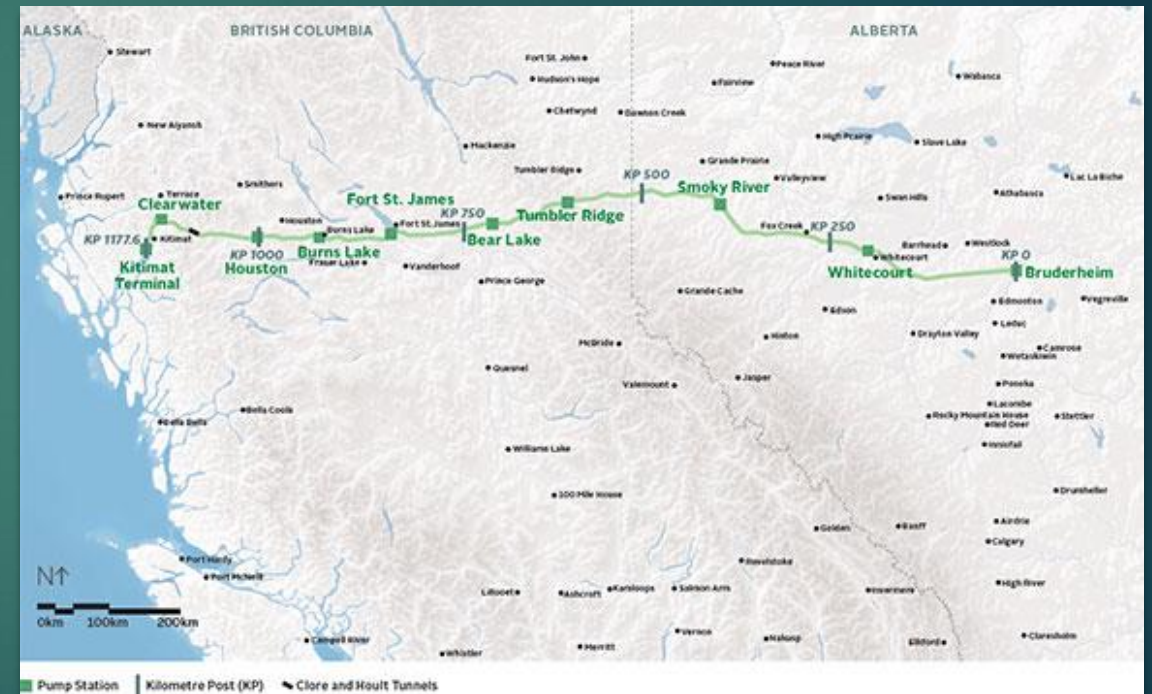 ALASKA
BRITISH COLUMBIA
ALBERTA
Stewart
Fort St. John
Peace River
Hudson's Hope
Fairview
Wabanca
Chetwynd
Dawson Creek
New Aiyansh
High Prairie
Slave Lake
Mackenzie
Grande Prairie
Tumbler Ridge
KP 500
Valleyview
Lac La Biche
Smithers
Smoky River
Prince Rupert
Terrace
Fort St. James
Swan Hills
Athabasca
Clearwater
KP 750
Tumbler Ridge
Houston
Fort St. James
Fox Creek
KP 250
Burns Lake
KP 1177.6
Kitimat
Bear Lake
Barrhead
Westlock
KP 1000
Burns Lake
Whitecourt
KP 0
Kitimat
Terminal
Houston
Fraser Lake
Vanderhoof
Whitecourt
Bruderheim
Prince George
Grande Cache
Edmonton
Vegreville
Edson
Leduc
Hinton
Drayton Valley
McBride
Camrose
Wetaskiwin
Quesnel
Jasper
Valemount
Ponoka
Lacombe
Bella Coola
Rocky Mountain House
Stettler
Bella Bella
Red Deer
Innisfail
Williams Lake
100 Mile House
Drumheller
Golden
Banff
Airdrie
Calgary
Port Hardy
Revelstoke
N↑
Port McNeill
High River
Lillooet
Ashcroft
Kamloops
Salmon Arm
Invermere
0km 100km 200km
Vernon
Nakusp
Claresholm
Campell River
Merritt
Elkford
Whistler
Pump Station
Kilometre Post (KP)
Clore and Hoult Tunnels